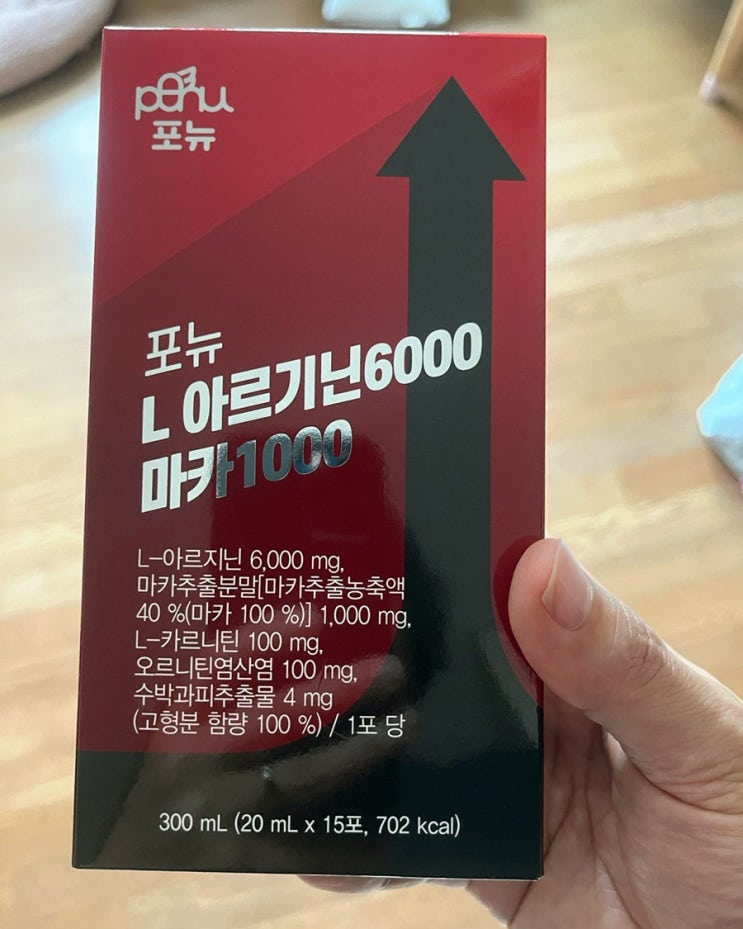 ponu
포뉴
포뉴
L 아르기닌6000
마카1000
L-아르지닌 6,000 mg,
마카추출분말[마카추출농축액
40 %(마카 100 %)] 1,000 mg,
L-카르니틴 100 mg,
오르니틴염산염 100 mg,
수박과피추출물 4 mg
(고형분 함량 100 %) / 1포 당
300 mL (20 mL x 15포, 702 kcal)